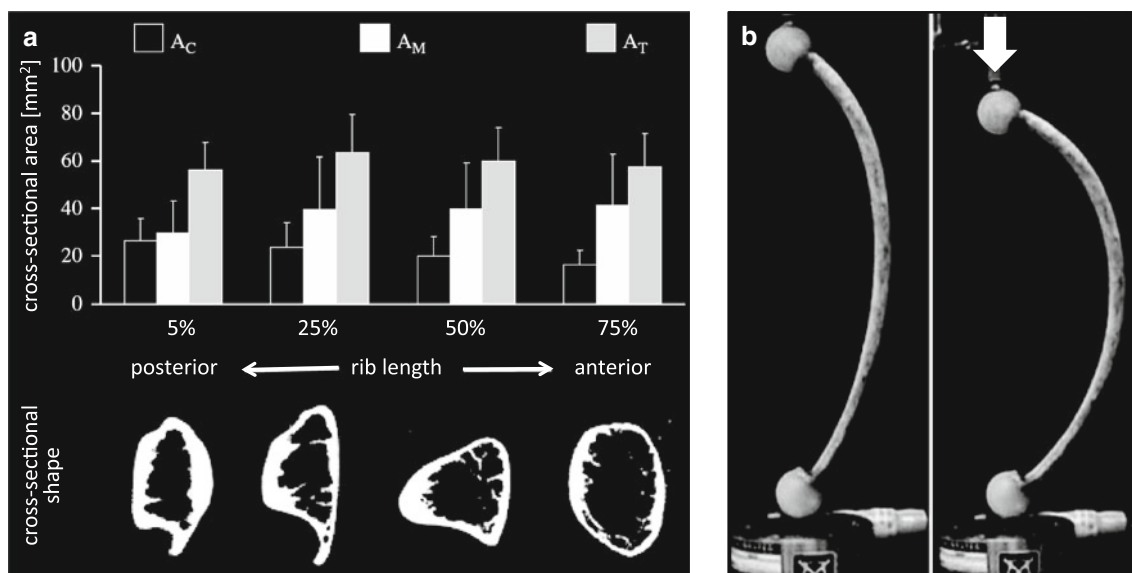 a
A_C
A_M
A_T
cross-sectional area [mm²]
100
80
60
40
20
0
5%
25%
50%
75%
posterior
rib length
anterior
cross-sectional
shape
b